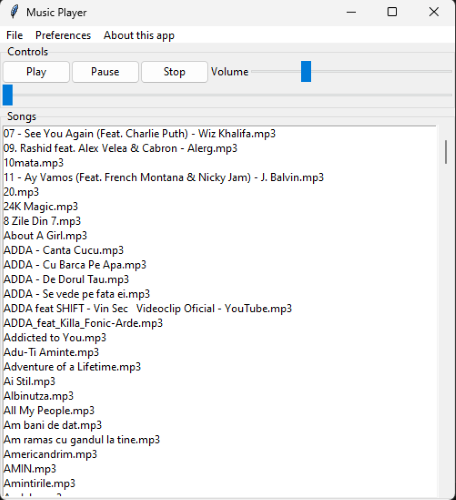 Music Player
File Preferences About this app
Controls
Play Pause Stop Volume
Songs
07 - See You Again (Feat. Charlie Puth) - Wiz Khalifa.mp3
09. Rashid feat. Alex Velea & Cabron - Alerg.mp3
10mata.mp3
11 - Ay Vamos (Feat. French Montana & Nicky Jam) - J. Balvin.mp3
20.mp3
24K Magic.mp3
8 Zile Din 7.mp3
About A Girl.mp3
ADDA - Canta Cucu.mp3
ADDA - Cu Barca Pe Apa.mp3
ADDA - De Dorul Tau.mp3
ADDA - Se vede pe fata ei.mp3
ADDA feat SHIFT - Vin Sec   Videoclip Oficial - YouTube.mp3
ADDA_feat_Killa_Fonic-Arde.mp3
Addicted to You.mp3
Adu-Ti Aminte.mp3
Adventure of a Lifetime.mp3
Ai Stil.mp3
Albinutza.mp3
All My People.mp3
Am bani de dat.mp3
Am ramas cu gandul la tine.mp3
Americandrim.mp3
AMIN.mp3
Amintirile.mp3